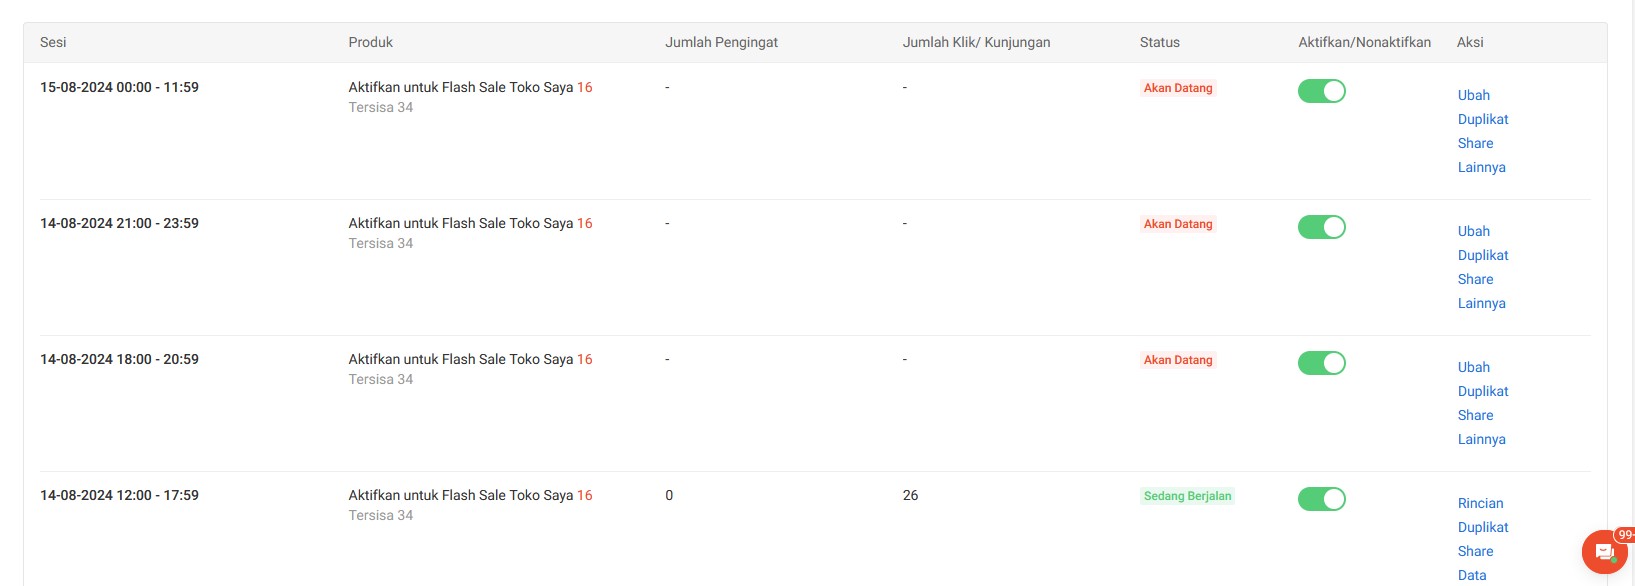 Sesi Produk Jumlah Pengingat Jumlah Klik/ Kunjungan Status Aktifkan/Nonaktifkan Aksi
15-08-2024 00:00 - 11:59 Aktifkan untuk Flash Sale Toko Saya 16 - - Akan Datang
Tersisa 34
Ubah
Duplikat
Share
Lainnya
14-08-2024 21:00 - 23:59 Aktifkan untuk Flash Sale Toko Saya 16 - - Akan Datang
Tersisa 34
Ubah
Duplikat
Share
Lainnya
14-08-2024 18:00 - 20:59 Aktifkan untuk Flash Sale Toko Saya 16 - - Akan Datang
Tersisa 34
Ubah
Duplikat
Share
Lainnya
14-08-2024 12:00 - 17:59 Aktifkan untuk Flash Sale Toko Saya 16 0 26 Sedang Berjalan
Tersisa 34
Rincian
Duplikat
Share
Data
99